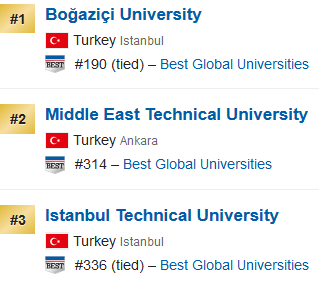 #1 Boğaziçi University
Turkey Istanbul
BEST #190 (tied) – Best Global Universities
#2 Middle East Technical University
Turkey Ankara
BEST #314 – Best Global Universities
#3 Istanbul Technical University
Turkey Istanbul
BEST #336 (tied) – Best Global Universities